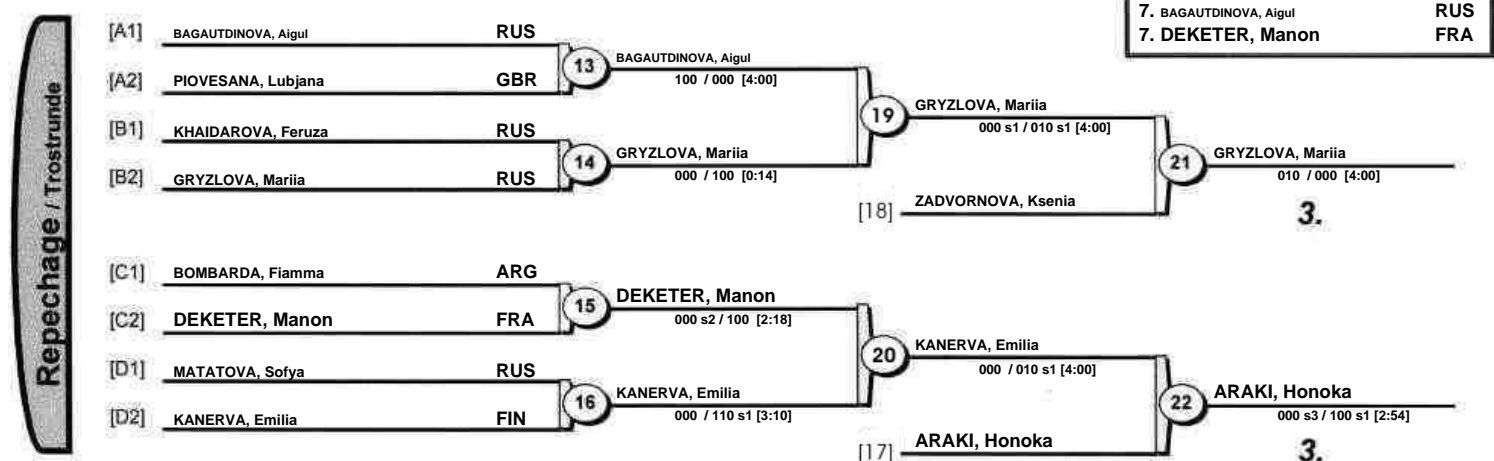 7. BAGAUTDINOVA, Aigul RUS
7. DEKETER, Manon FRA
Repechage / Trostrunde
[A1] BAGAUTDINOVA, Aigul RUS
[A2] PIOVESANA, Lubjana GBR
13 BAGAUTDINOVA, Aigul
100 / 000 [4:00]
[B1] KHAIDAROVA, Feruza RUS
[B2] GRYZLOVA, Mariia RUS
14 GRYZLOVA, Mariia
000 / 100 [0:14]
19 GRYZLOVA, Mariia
000 s1 / 010 s1 [4:00]
[18] ZADVORNOVA, Ksenia
21 GRYZLOVA, Mariia
010 / 000 [4:00]
3.
[C1] BOMBARDA, Fiamma ARG
[C2] DEKETER, Manon FRA
15 DEKETER, Manon
000 s2 / 100 [2:18]
[D1] MATATOVA, Sofya RUS
[D2] KANERVA, Emilia FIN
16 KANERVA, Emilia
000 / 110 s1 [3:10]
20 KANERVA, Emilia
000 / 010 s1 [4:00]
[17] ARAKI, Honoka
22 ARAKI, Honoka
000 s3 / 100 s1 [2:54]
3.